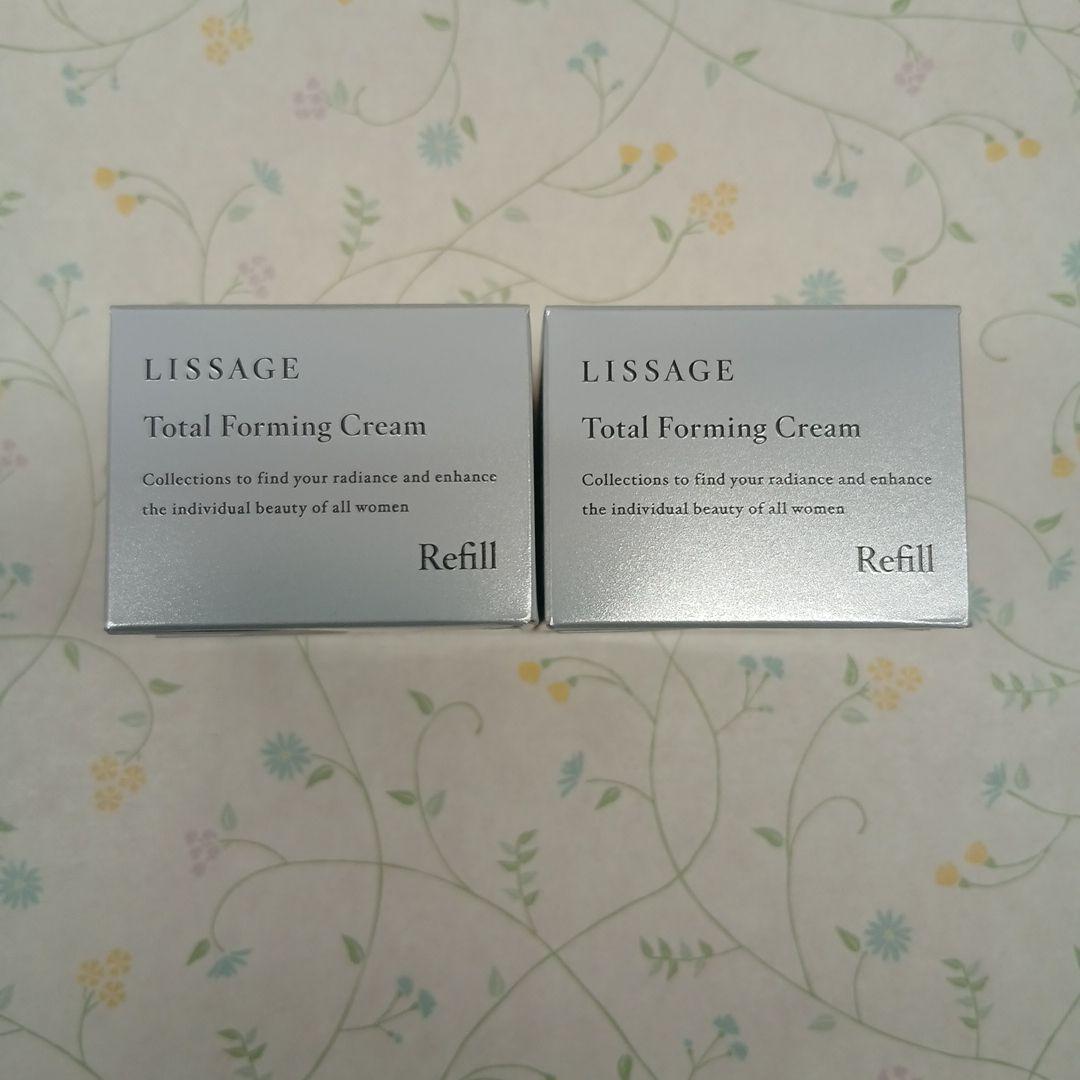 LISSAGE
Total Forming Cream
Collections to find your radiance and enhance
the individual beauty of all women
Refill
LISSAGE
Total Forming Cream
Collections to find your radiance and enhance
the individual beauty of all women
Refill